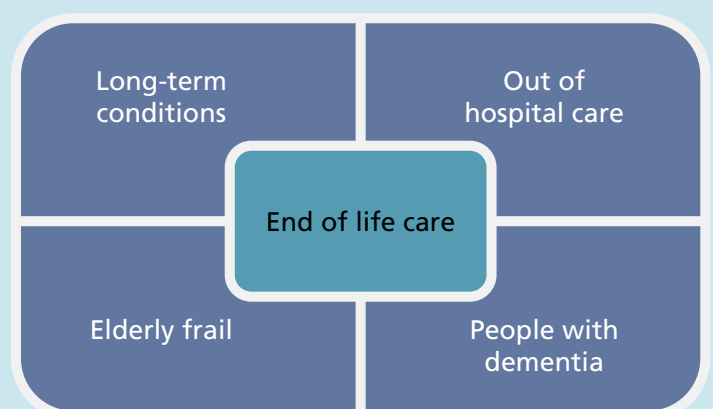 Long-term
conditions
Out of
hospital care
End of life care
Elderly frail
People with
dementia